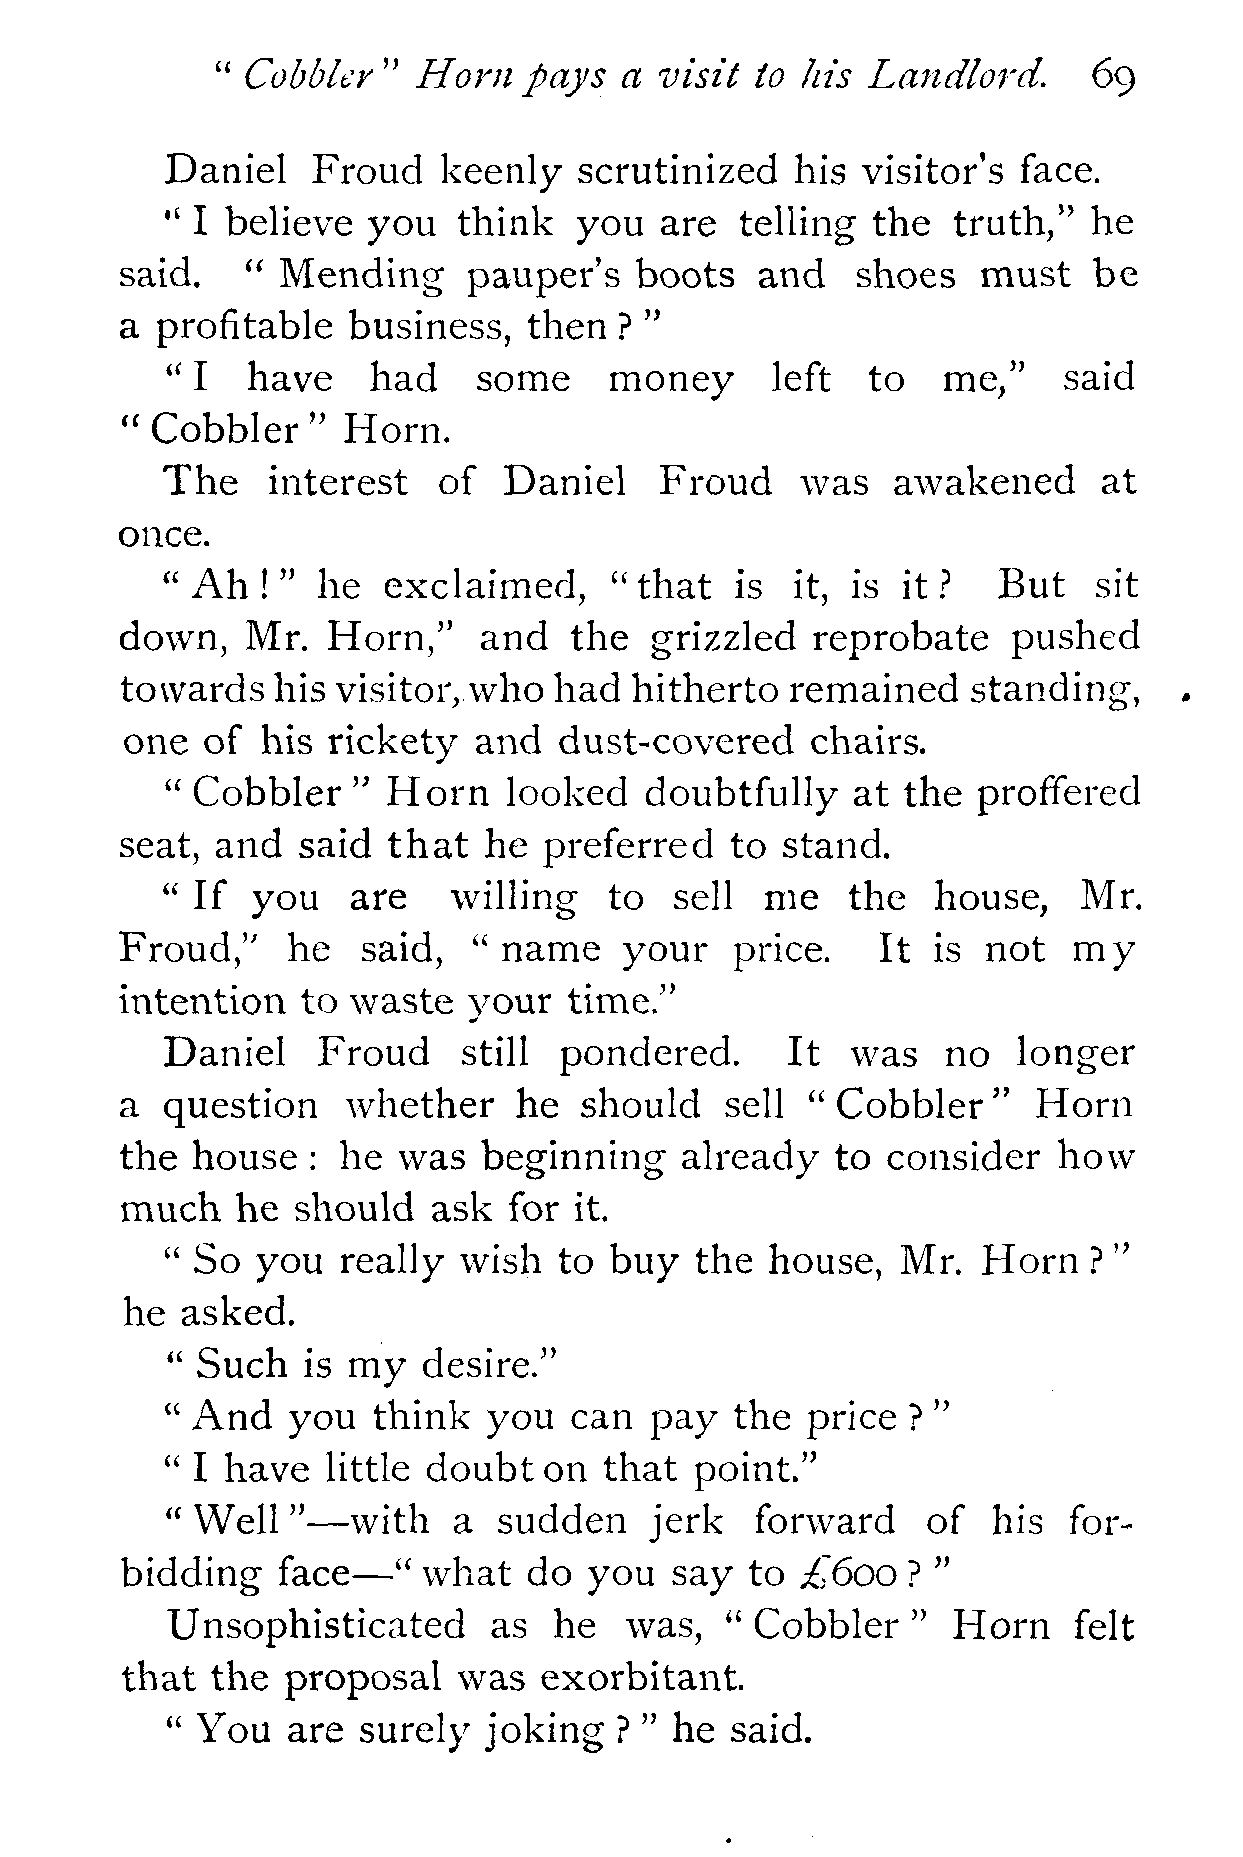 “ Cobbler ” Horn pays a visit to his Landlord. 69
Daniel Froud keenly scrutinized his visitor's face.
“ I believe you think you are telling the truth,” he
said. “ Mending pauper’s boots and shoes must be
a profitable business, then ? ”
“ I have had some money left to me,” said
“ Cobbler ” Horn.
The interest of Daniel Froud was awakened at
once.
“ Ah ! ” he exclaimed, “ that is it, is it ? But sit
down, Mr. Horn,” and the grizzled reprobate pushed
towards his visitor, who had hitherto remained standing,
one of his rickety and dust-covered chairs.
“ Cobbler ” Horn looked doubtfully at the proffered
seat, and said that he preferred to stand.
“ If you are willing to sell me the house, Mr.
Froud,” he said, “ name your price. It is not my
intention to waste your time.”
Daniel Froud still pondered. It was no longer
a question whether he should sell “ Cobbler ” Horn
the house : he was beginning already to consider how
much he should ask for it.
“ So you really wish to buy the house, Mr. Horn ? ”
he asked.
“ Such is my desire.”
“ And you think you can pay the price ? ”
“ I have little doubt on that point.”
“ Well ”—with a sudden jerk forward of his for-
bidding face—“ what do you say to £600 ? ”
Unsophisticated as he was, “ Cobbler ” Horn felt
that the proposal was exorbitant.
“ You are surely joking ? ” he said.